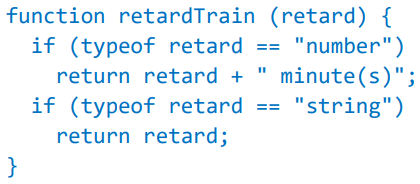 function retardTrain (retard) {
  if (typeof retard == "number")
    return retard + " minute(s)";
  if (typeof retard == "string")
    return retard;
}